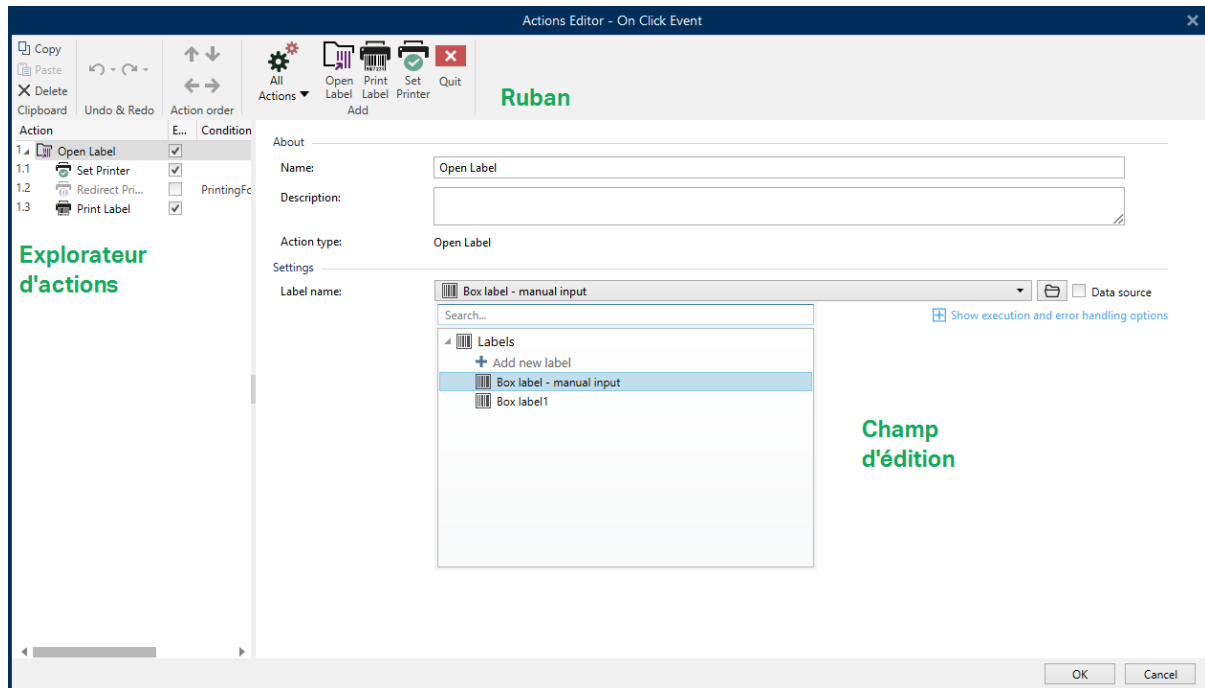 Actions Editor - On Click Event
Copy
Paste
Delete
Clipboard
Undo & Redo
Action order
All
Actions
Open
Label
Print
Label
Set
Printer
Quit
Add
Ruban
Action E... Condition
1 Open Label
1.1 Set Printer
1.2 Redirect Pri... PrintingFo
1.3 Print Label
Explorateur
d'actions
About
Name: Open Label
Description:
Action type: Open Label
Settings
Label name: Box label - manual input Data source
Search...
Show execution and error handling options
Labels
Add new label
Box label - manual input
Box label1
Champ
d'édition
OK Cancel